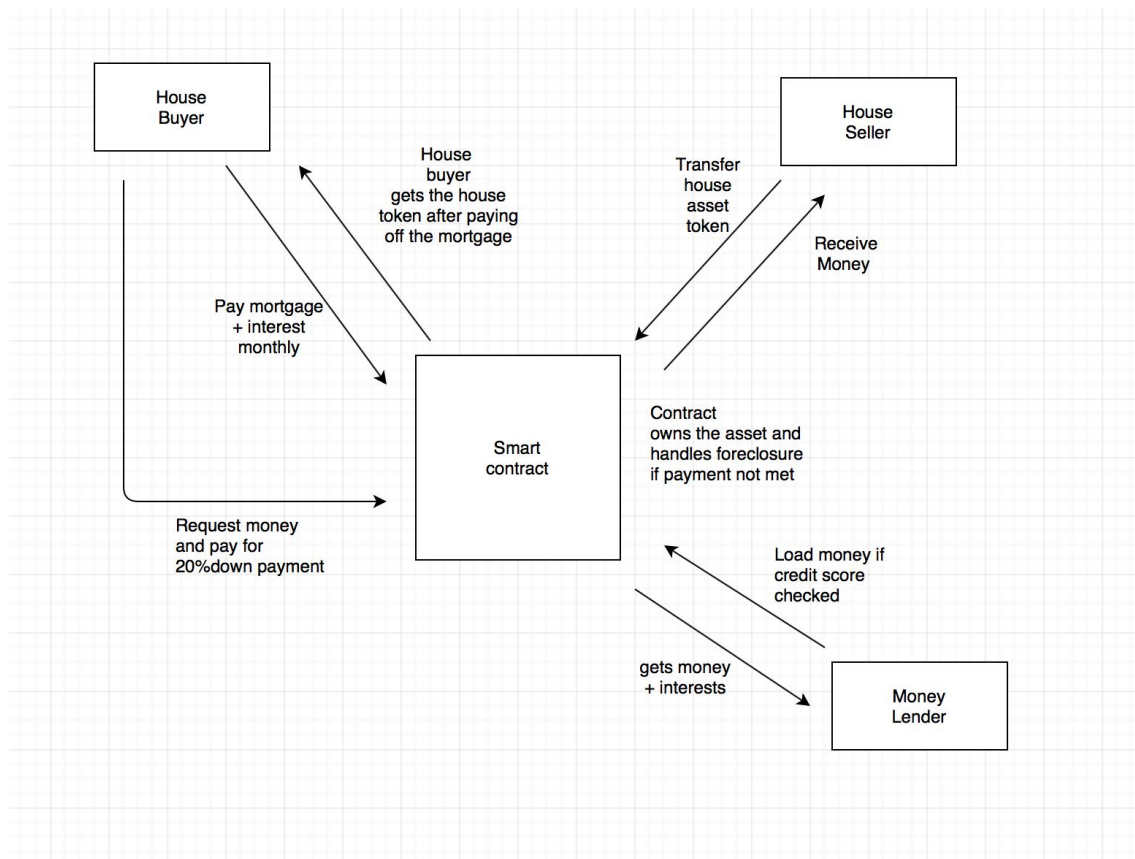 House
Buyer
House
Seller
House
buyer
gets the house
token after paying
off the mortgage
Transfer
house
asset
token
Receive
Money
Pay mortgage
+ interest
monthly
Smart
contract
Contract
owns the asset and
handles foreclosure
if payment not met
Request money
and pay for
20%down payment
Load money if
credit score
checked
gets money
+ interests
Money
Lender